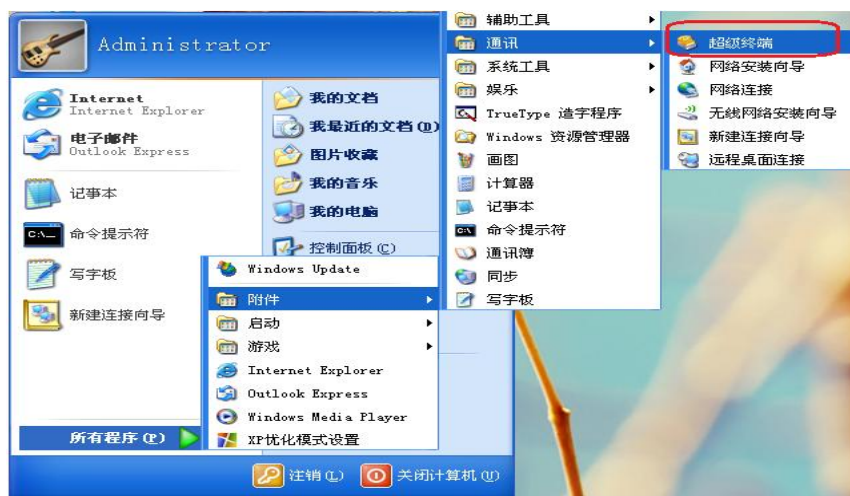 Administrator
Internet
Internet Explorer
电子邮件
Outlook Express
记事本
C:\_
命令提示符
写字板
新建连接向导
所有程序(P)
我的文档
我最近的文档(D)
图片收藏
我的音乐
我的电脑
控制面板(C)
Windows Update
附件
启动
游戏
Internet Explorer
Outlook Express
Windows Media Player
XP优化模式设置
辅助工具
通讯
系统工具
娱乐
TrueType 造字程序
Windows 资源管理器
画图
计算器
记事本
C:\
命令提示符
通讯簿
同步
写字板
超级终端
网络安装向导
网络连接
无线网络安装向导
新建连接向导
远程桌面连接
注销(L)
关闭计算机(U)